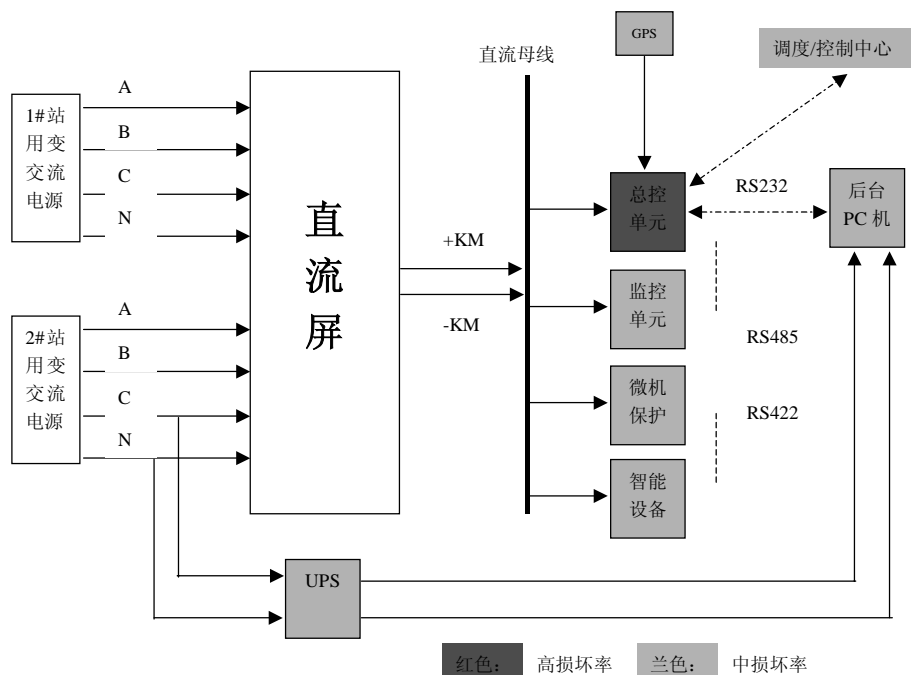 GPS
调度/控制中心
直流母线
A
1#站
用变
交流
电源
B
C
N
直
流
屏
+KM
-KM
总控
单元
RS232
后台
PC 机
监控
单元
A
2#站
用变
交流
电源
B
C
N
RS485
微机
保护
RS422
智能
设备
UPS
红色： 高损坏率 兰色： 中损坏率